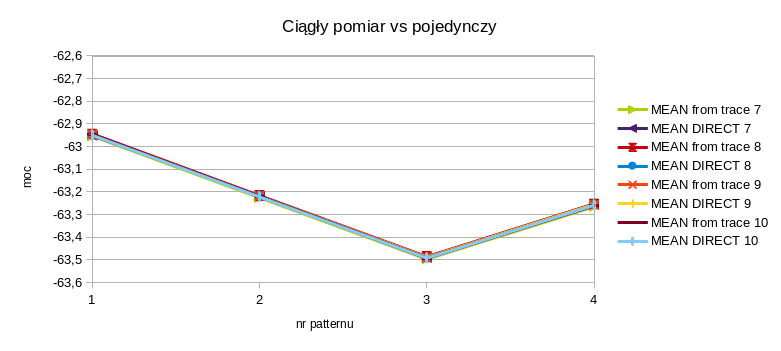 Ciągły pomiar vs pojedynczy
-62,6
-62,7
-62,8
-62,9
-63
-63,1
-63,2
-63,3
-63,4
-63,5
-63,6
moc
1 2 3 4
nr patternu
MEAN from trace 7
MEAN DIRECT 7
MEAN from trace 8
MEAN DIRECT 8
MEAN from trace 9
MEAN DIRECT 9
MEAN from trace 10
MEAN DIRECT 10